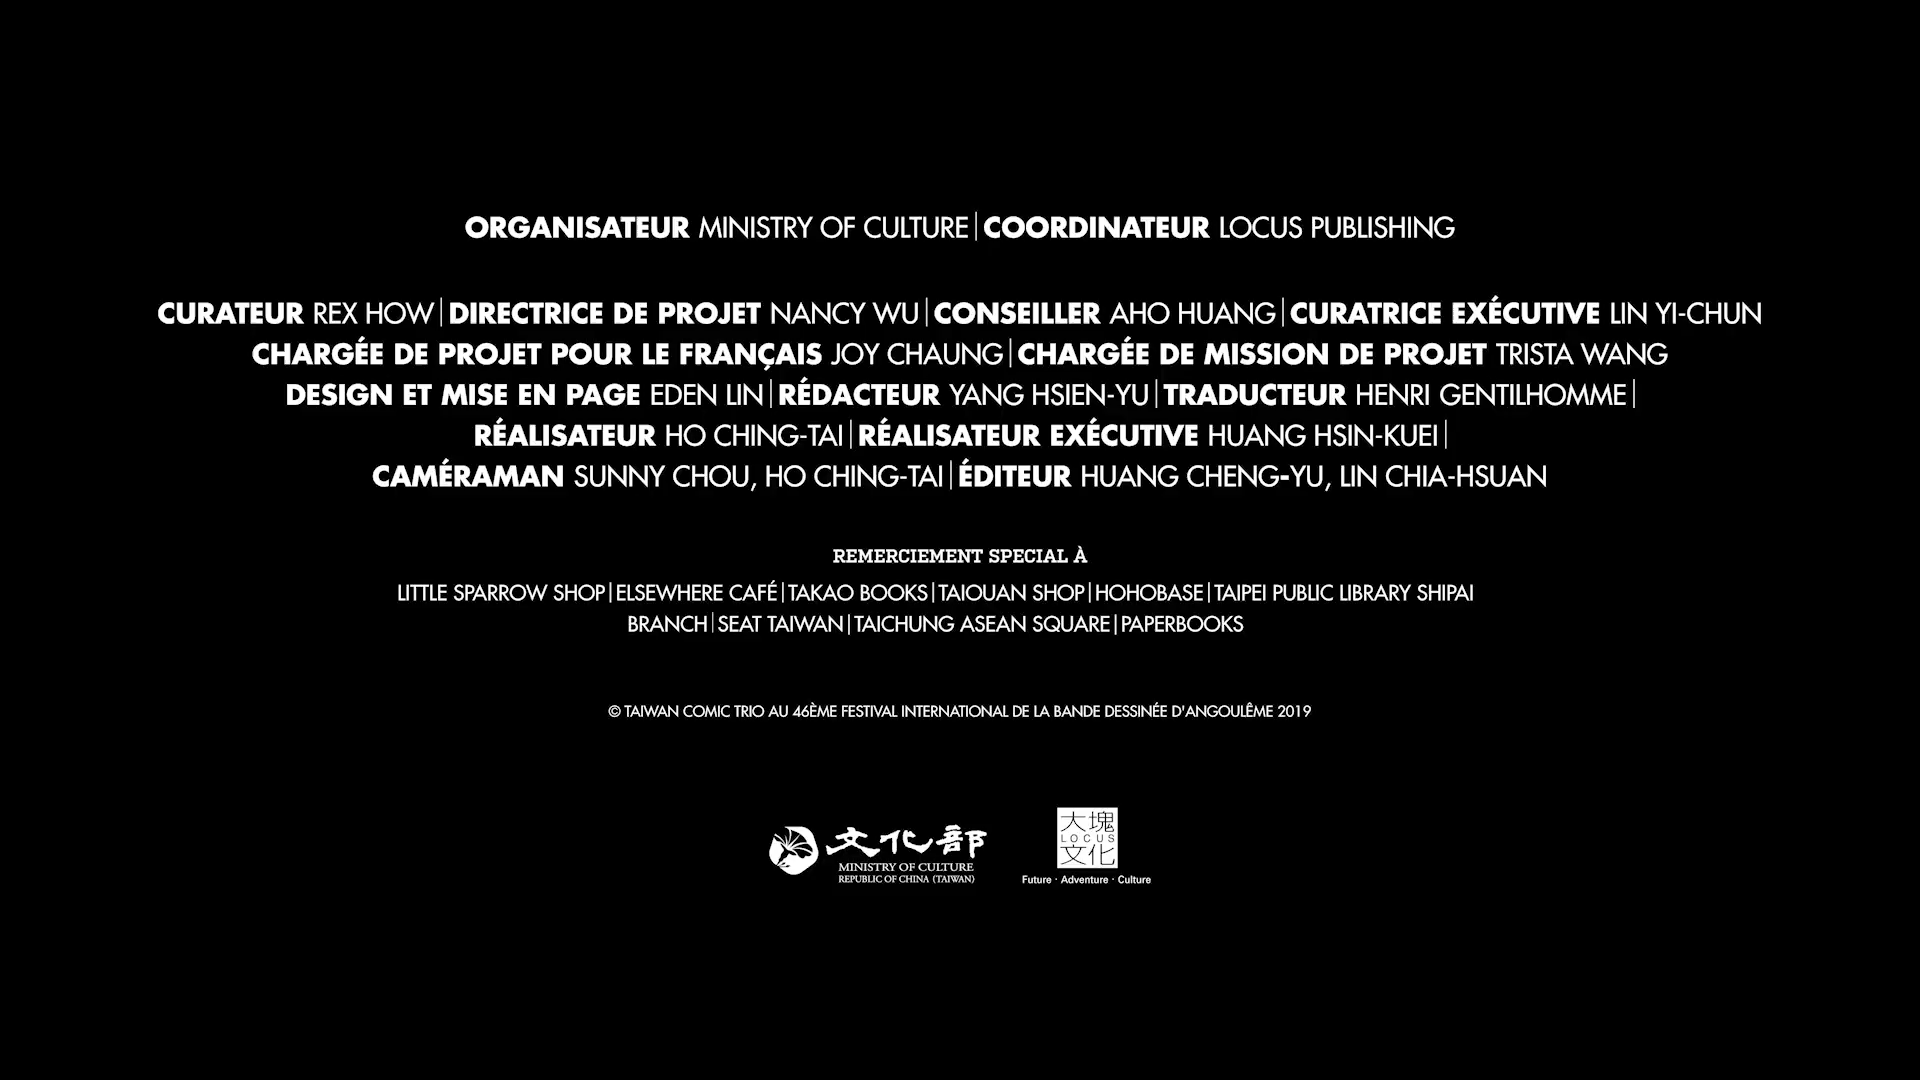 ORGANISATEUR MINISTRY OF CULTURE|COORDINATEUR LOCUS PUBLISHING
CURATEUR REX HOW|DIRECTRICE DE PROJET NANCY WU|CONSEILLER AHO HUANG|CURATRICE EXÉCUTIVE LIN YI-CHUN
CHARGÉE DE PROJET POUR LE FRANÇAIS JOY CHAUNG|CHARGÉE DE MISSION DE PROJET TRISTA WANG
DESIGN ET MISE EN PAGE EDEN LIN|RÉDACTEUR YANG HSIEN-YU|TRADUCTEUR HENRI GENTILHOMME|
RÉALISATEUR HO CHING-TAI|RÉALISATEUR EXÉCUTIVE HUANG HSIN-KUEI|
CAMÉRAMAN SUNNY CHOU, HO CHING-TAI|ÉDITEUR HUANG CHENG-YU, LIN CHIA-HSUAN
REMERCIEMENT SPECIAL À
LITTLE SPARROW SHOP|ELSEWHERE CAFÉ|TAKAO BOOKS|TAIOUAN SHOP|HOHOBASE|TAIPEI PUBLIC LIBRARY SHIPAI
BRANCH|SEAT TAIWAN|TAICHUNG ASEAN SQUARE|PAPERBOOKS
© TAIWAN COMIC TRIO AU 46ÈME FESTIVAL INTERNATIONAL DE LA BANDE DESSINÉE D'ANGOULÊME 2019
文化部
MINISTRY OF CULTURE
REPUBLIC OF CHINA (TAIWAN)
大塊
LOCUS
文化
Future · Adventure · Culture